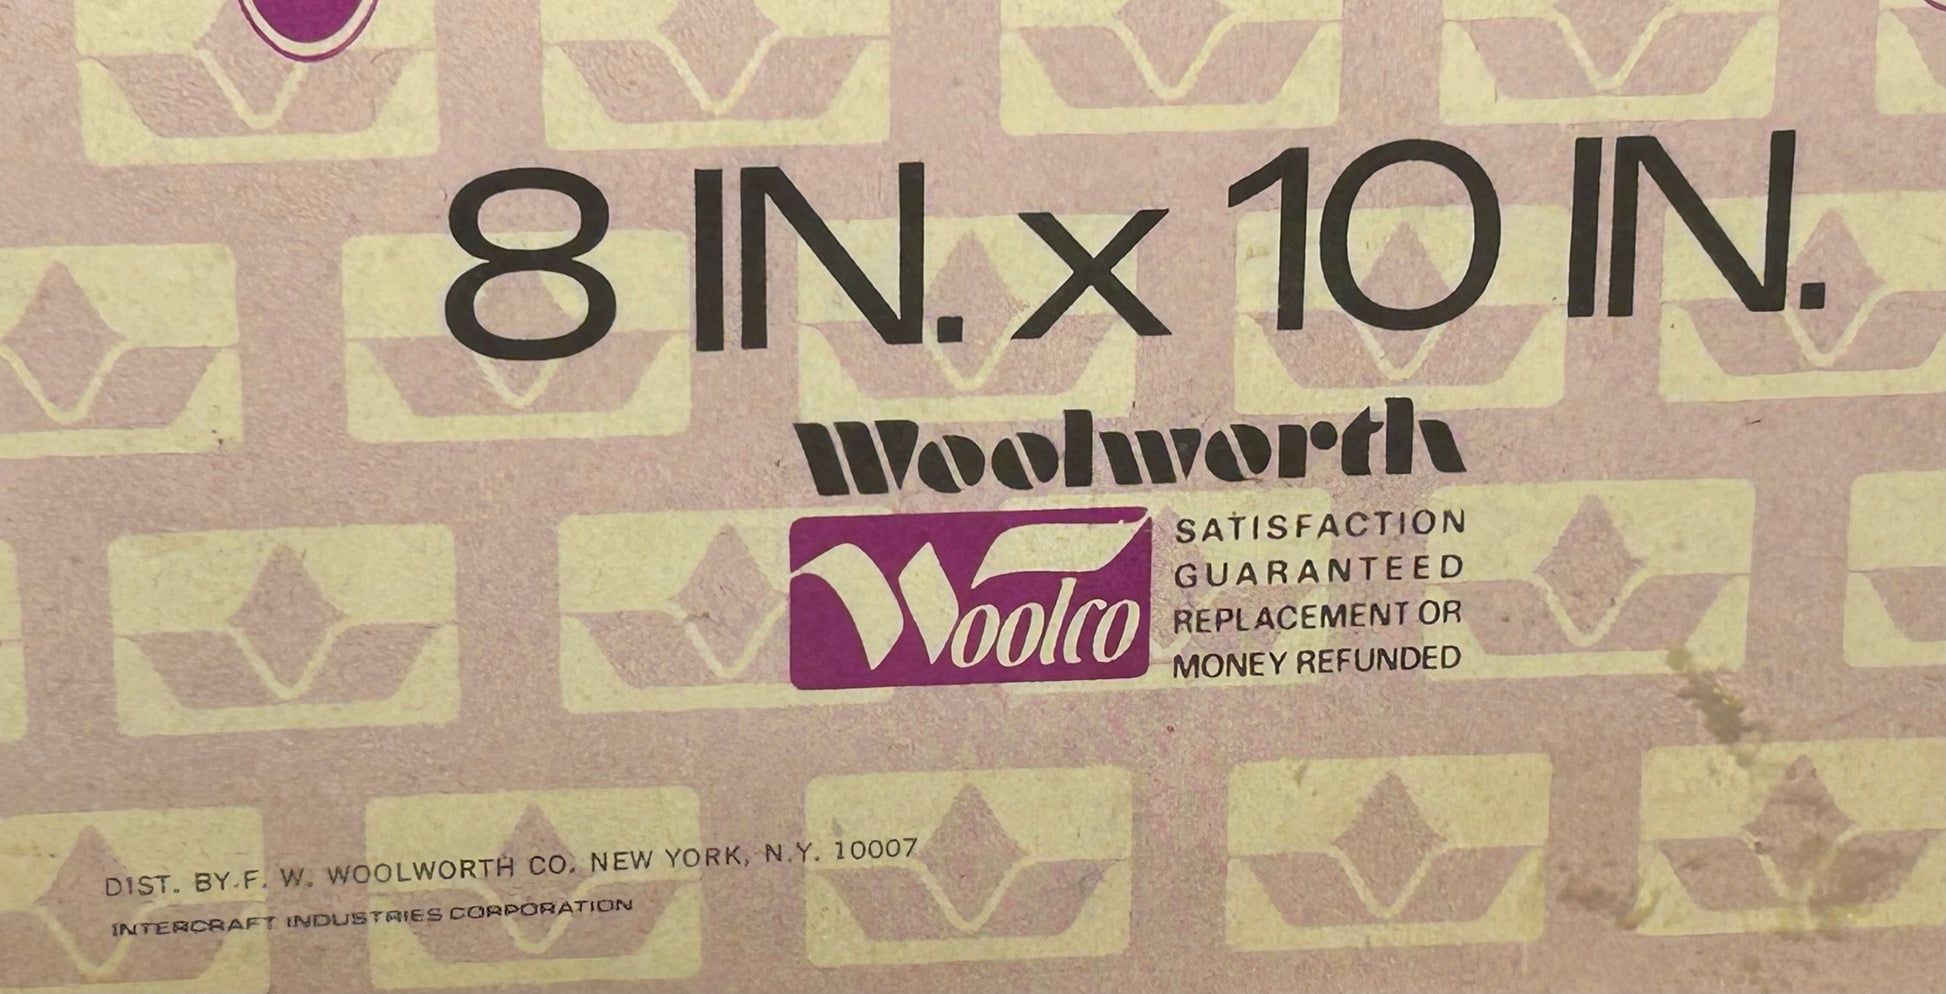 8 IN. x 10 IN.
Woolworth
Woolco
SATISFACTION
GUARANTEED
REPLACEMENT OR
MONEY REFUNDED
DIST. BY F. W. WOOLWORTH CO. NEW YORK, N.Y. 10007
INTERCRAFT INDUSTRIES CORPORATION